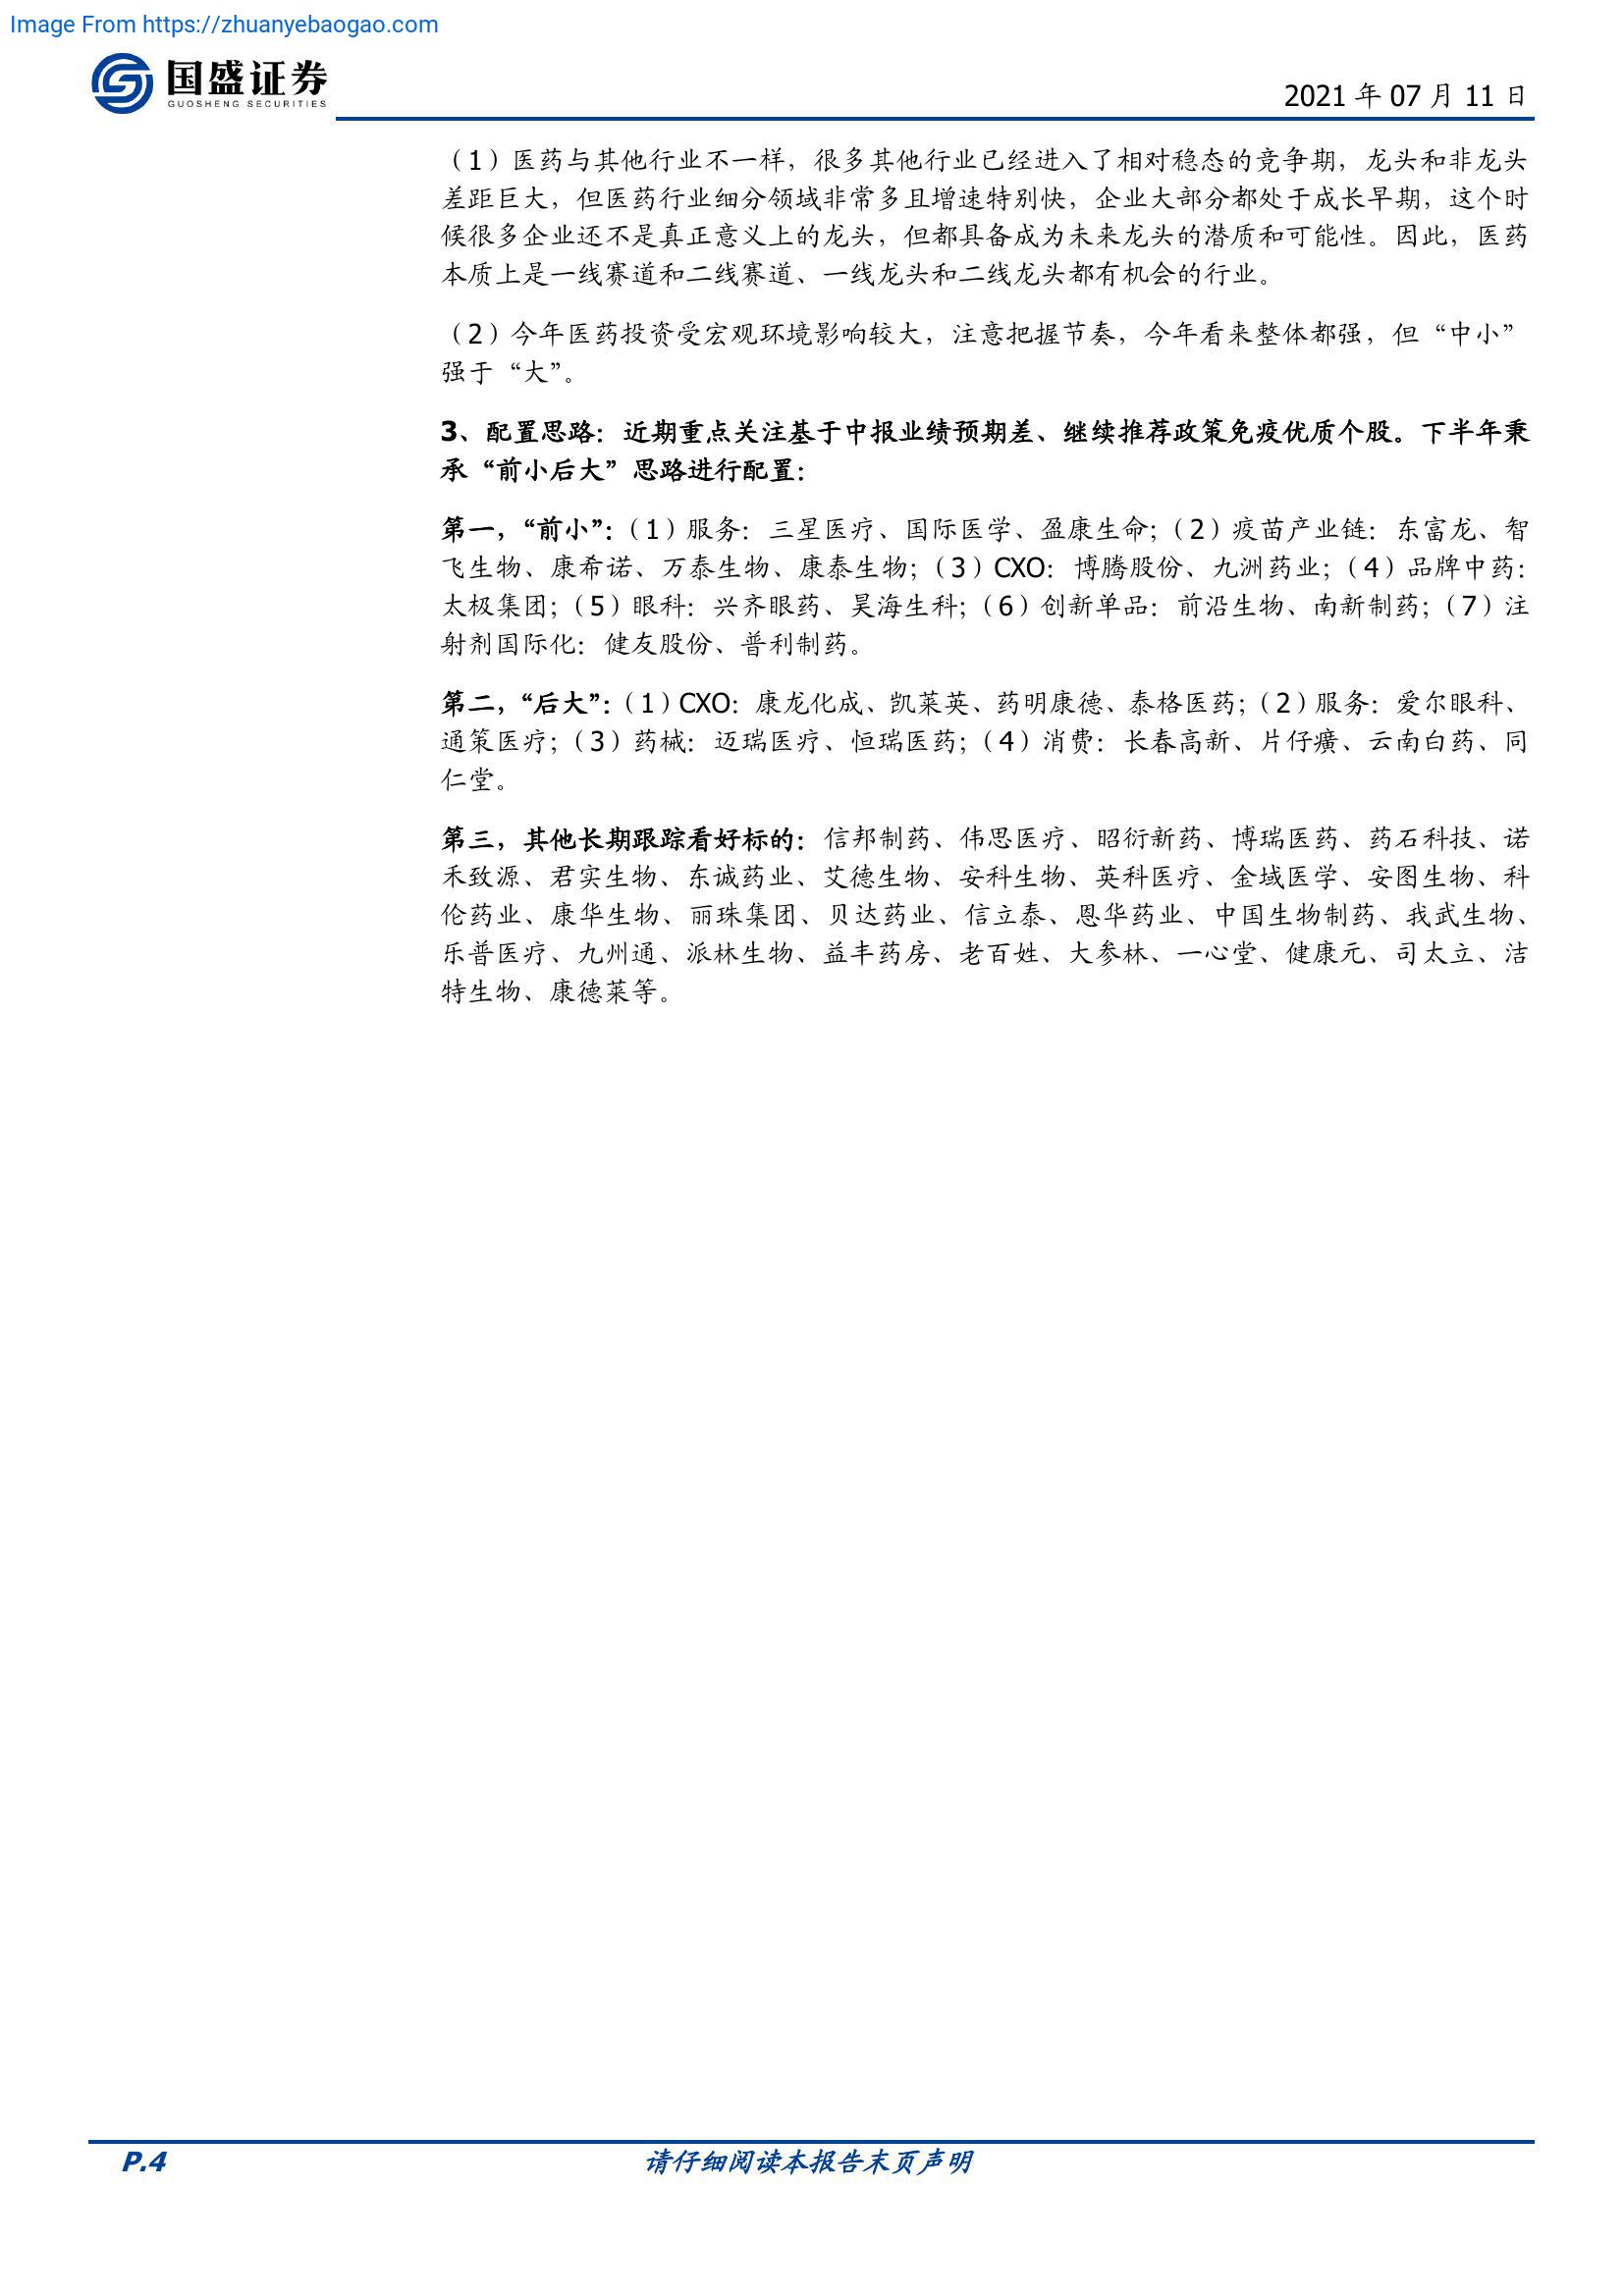 Image From https://zhuanyebaogao.com
国盛证券
GUOSHENG SECURITIES
2021 年 07 月 11 日
（1）医药与其他行业不一样，很多其他行业已经进入了相对稳态的竞争期，龙头和非龙头
差距巨大，但医药行业细分领域非常多且增速特别快，企业大部分都处于成长早期，这个时
候很多企业还不是真正意义上的龙头，但都具备成为未来龙头的潜质和可能性。因此，医药
本质上是一线赛道和二线赛道、一线龙头和二线龙头都有机会的行业。
（2）今年医药投资受宏观环境影响较大，注意把握节奏，今年看来整体都强，但“中小”
强于“大”。
3、配置思路：近期重点关注基于中报业绩预期差、继续推荐政策免疫优质个股。下半年秉
承“前小后大”思路进行配置：
第一，“前小”：（1）服务：三星医疗、国际医学、盈康生命；（2）疫苗产业链：东富龙、智
飞生物、康希诺、万泰生物、康泰生物；（3）CXO：博腾股份、九洲药业；（4）品牌中药：
太极集团；（5）眼科：兴齐眼药、昊海生科；（6）创新单品：前沿生物、南新制药；（7）注
射剂国际化：健友股份、普利制药。
第二，“后大”：（1）CXO：康龙化成、凯莱英、药明康德、泰格医药；（2）服务：爱尔眼科、
通策医疗；（3）药械：迈瑞医疗、恒瑞医药；（4）消费：长春高新、片仔癀、云南白药、同
仁堂。
第三，其他长期跟踪看好标的：信邦制药、伟思医疗、昭衍新药、博瑞医药、药石科技、诺
禾致源、君实生物、东诚药业、艾德生物、安科生物、英科医疗、金域医学、安图生物、科
伦药业、康华生物、丽珠集团、贝达药业、信立泰、恩华药业、中国生物制药、我武生物、
乐普医疗、九州通、派林生物、益丰药房、老百姓、大参林、一心堂、健康元、司太立、洁
特生物、康德莱等。
P.4
请仔细阅读本报告末页声明